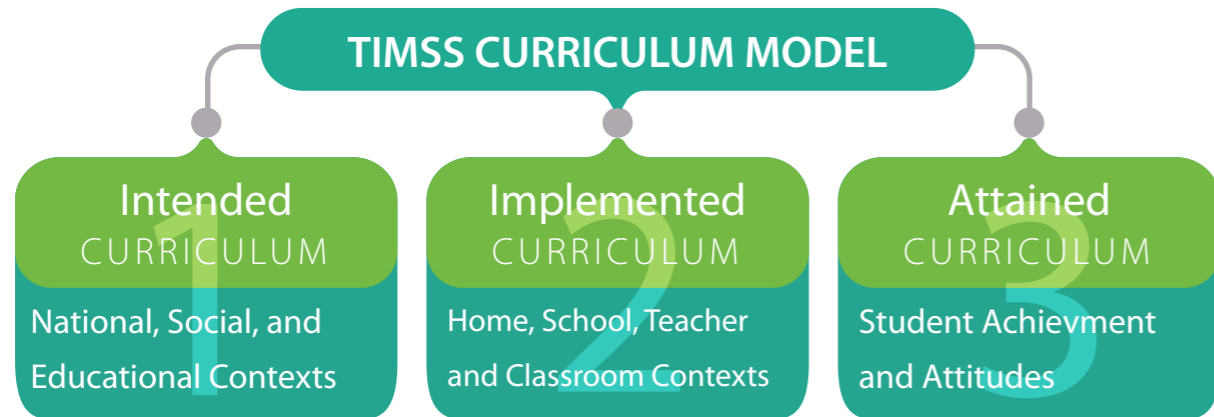 TIMSS CURRICULUM MODEL
1
Intended
CURRICULUM
National, Social, and
Educational Contexts
2
Implemented
CURRICULUM
Home, School, Teacher
and Classroom Contexts
3
Attained
CURRICULUM
Student Achievment
and Attitudes